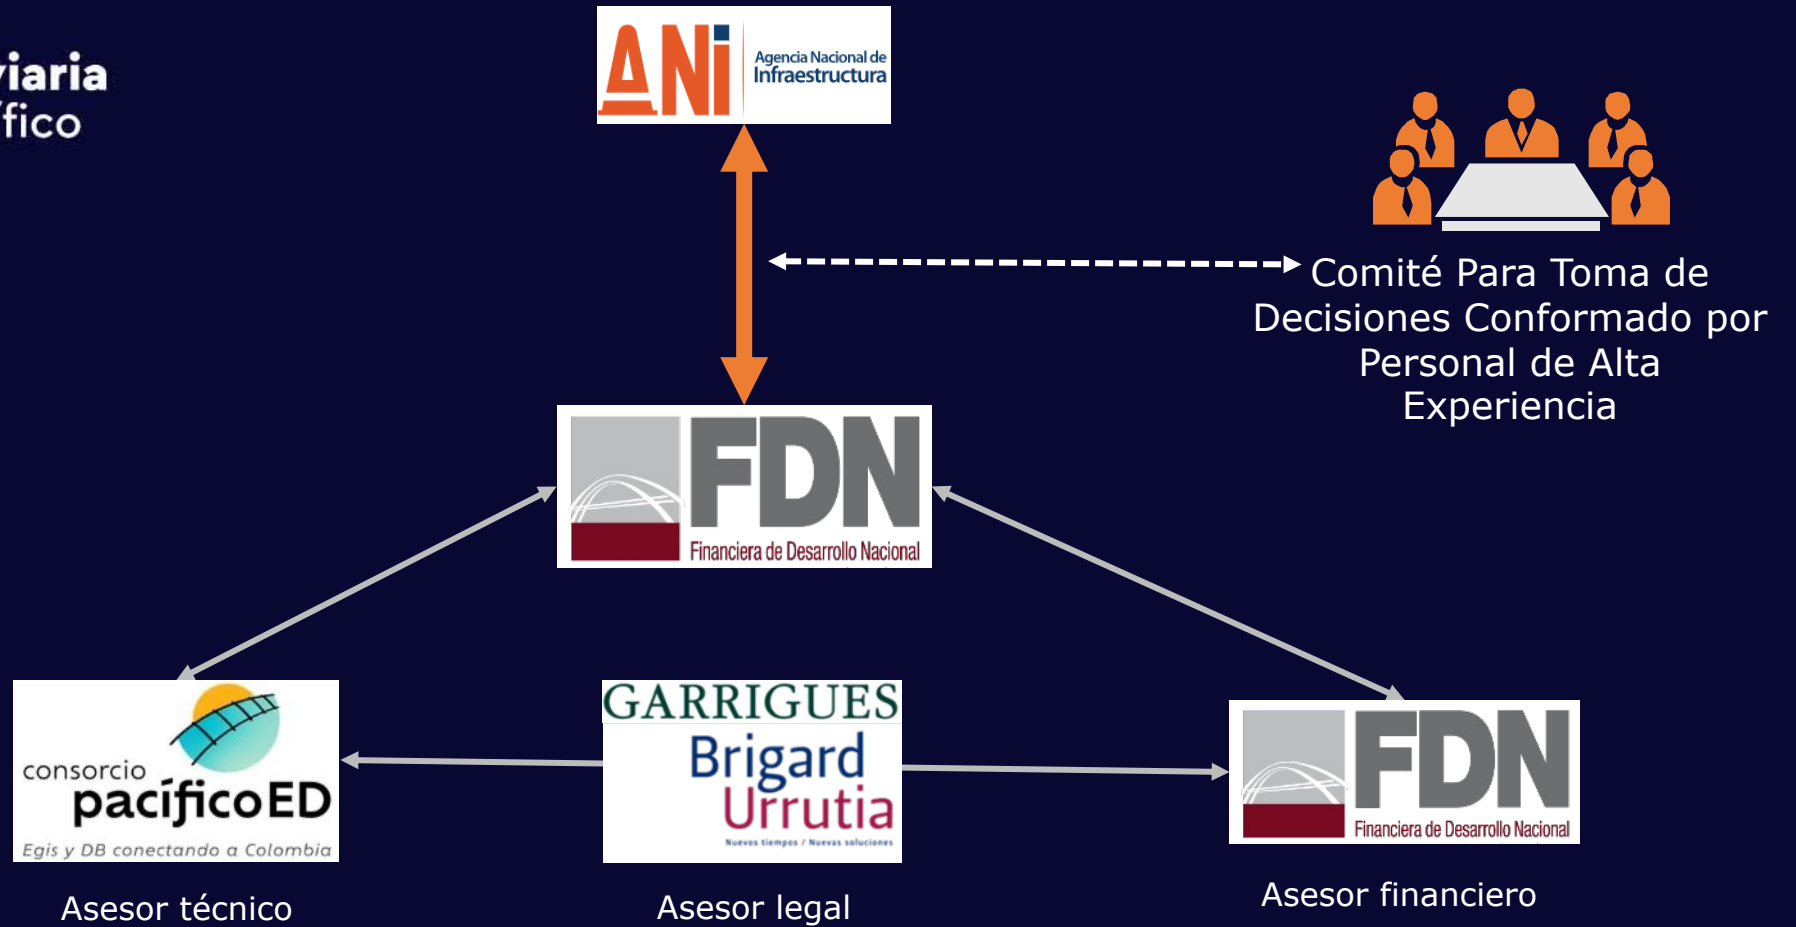 viaria
fico
ANi
Agencia Nacional de
Infraestructura
Comité Para Toma de
Decisiones Conformado por
Personal de Alta
Experiencia
FDN
Financiera de Desarrollo Nacional
consorcio
pacíficoED
Egis y DB conectando a Colombia
Asesor técnico
GARRIGUES
Brigard
Urrutia
Nuevos tiempos / Nuevas soluciones
Asesor legal
FDN
Financiera de Desarrollo Nacional
Asesor financiero